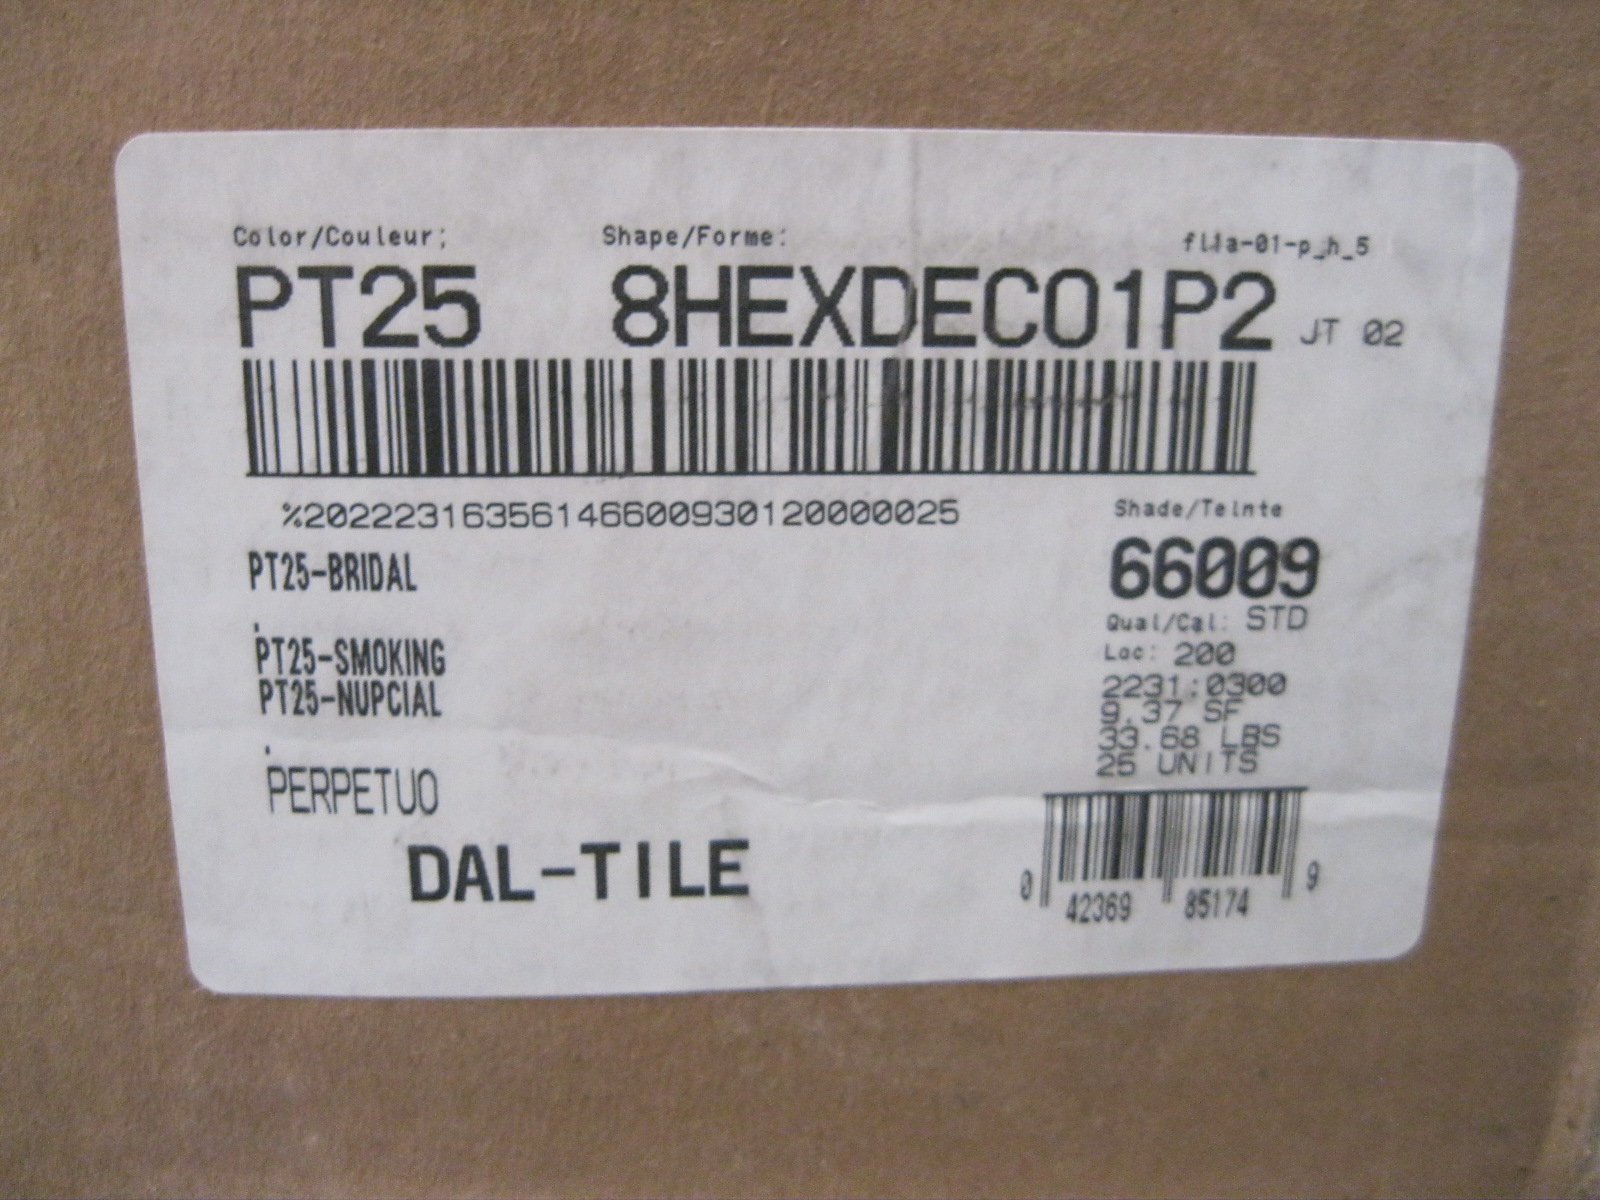 Color/Couleur: Shape/Forme:
PT25 8HEXDECO1P2 JT 02
%2022231635614660093012000025
Shade/Teinte
66009
PT25-BRIDAL
Qual/Cal: STD
PT25-SMOKING
Loc: 200
PT25-NUPCIAL
2231:0300
9.37 SF
33.68 LBS
25 UNITS
PERPETUO
DAL-TILE
0 42369 85174 9